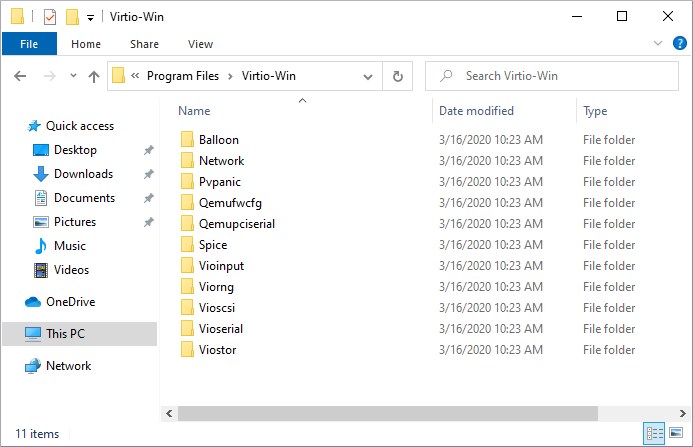 Virtio-Win
File Home Share View
Program Files Virtio-Win Search Virtio-Win
Name Date modified Type
Quick access
Desktop
Downloads
Documents
Pictures
Music
Videos
OneDrive
This PC
Network
Balloon 3/16/2020 10:23 AM File folder
Network 3/16/2020 10:23 AM File folder
Pvpanic 3/16/2020 10:23 AM File folder
Qemufwcfg 3/16/2020 10:23 AM File folder
Qemupciserial 3/16/2020 10:23 AM File folder
Spice 3/16/2020 10:23 AM File folder
Vioinput 3/16/2020 10:23 AM File folder
Viorng 3/16/2020 10:23 AM File folder
Vioscsi 3/16/2020 10:23 AM File folder
Vioserial 3/16/2020 10:23 AM File folder
Viostor 3/16/2020 10:23 AM File folder
11 items